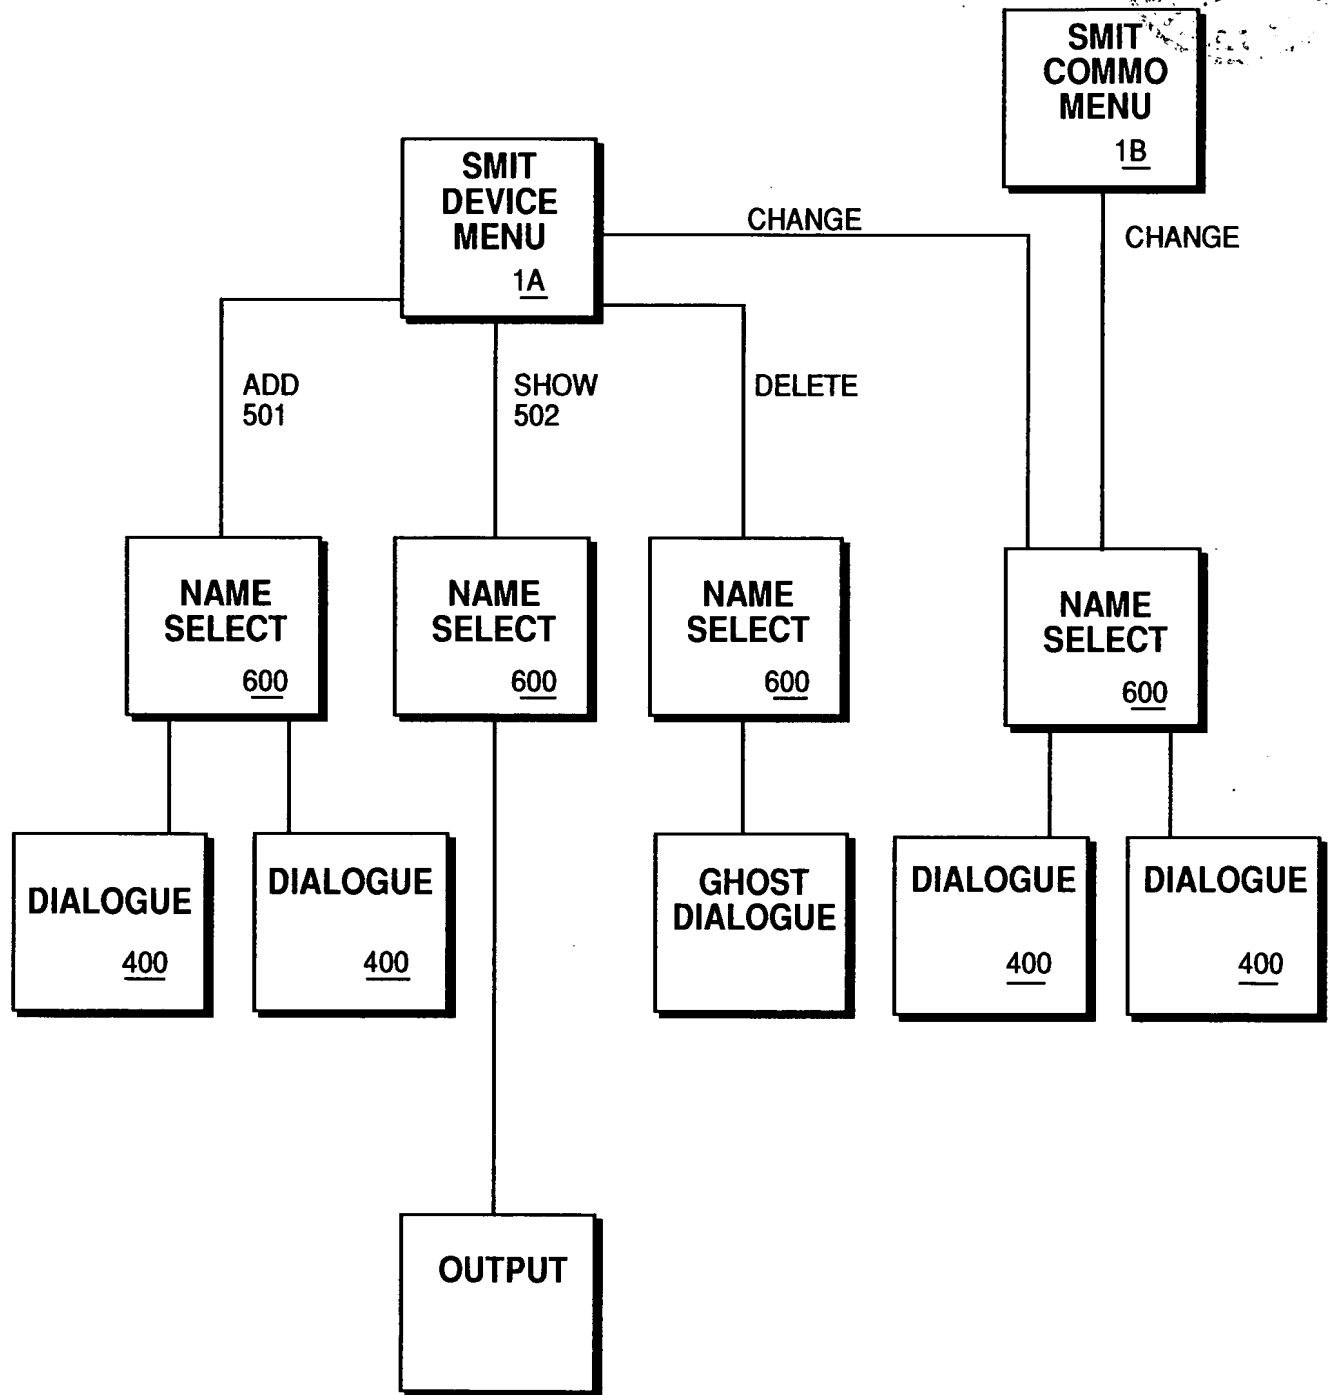 SMIT
COMMO
MENU
1B
SMIT
DEVICE
MENU
1A
CHANGE
CHANGE
ADD
501
SHOW
502
DELETE
NAME
SELECT
600
NAME
SELECT
600
NAME
SELECT
600
NAME
SELECT
600
DIALOGUE
400
DIALOGUE
400
GHOST
DIALOGUE
DIALOGUE
400
DIALOGUE
400
OUTPUT